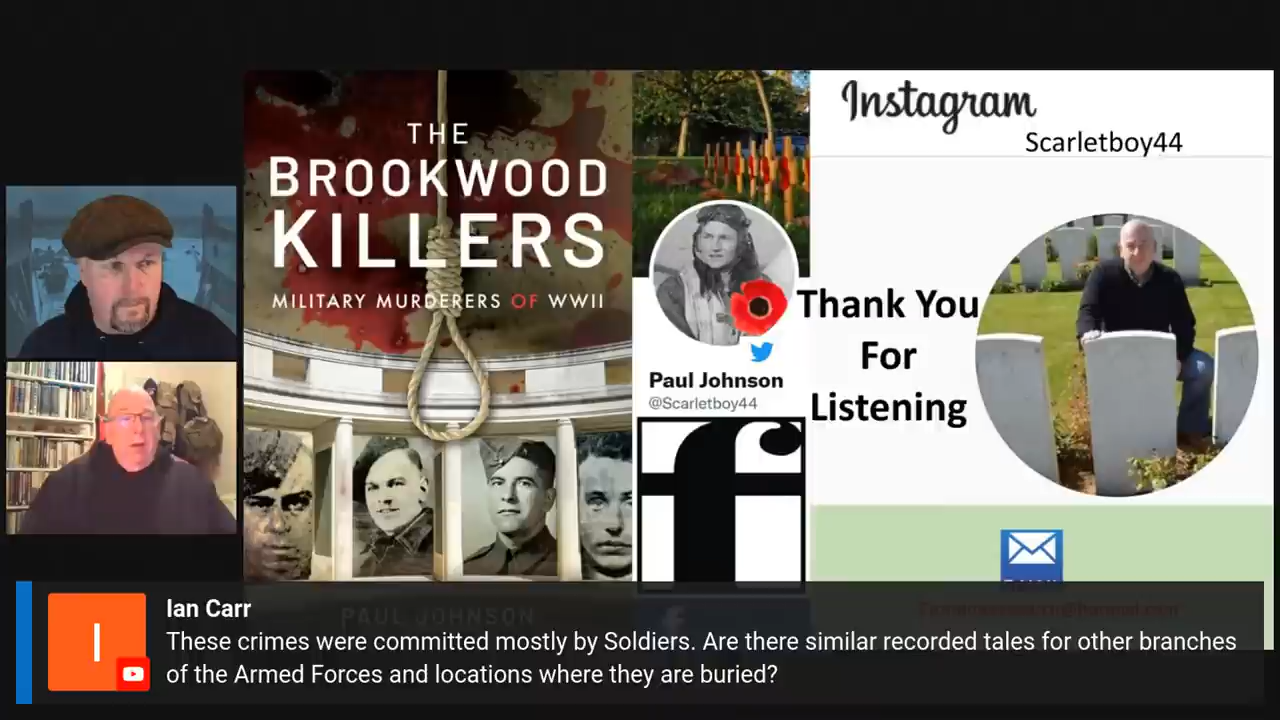 THE
BROOKWOOD
KILLERS
MILITARY MURDERERS OF WWII
PAUL JOHNSON
Paul Johnson
@Scarletboy44
f
Instagram
Scarletboy44
Thank You
For
Listening
I
Ian Carr
These crimes were committed mostly by Soldiers. Are there similar recorded tales for other branches
of the Armed Forces and locations where they are buried?